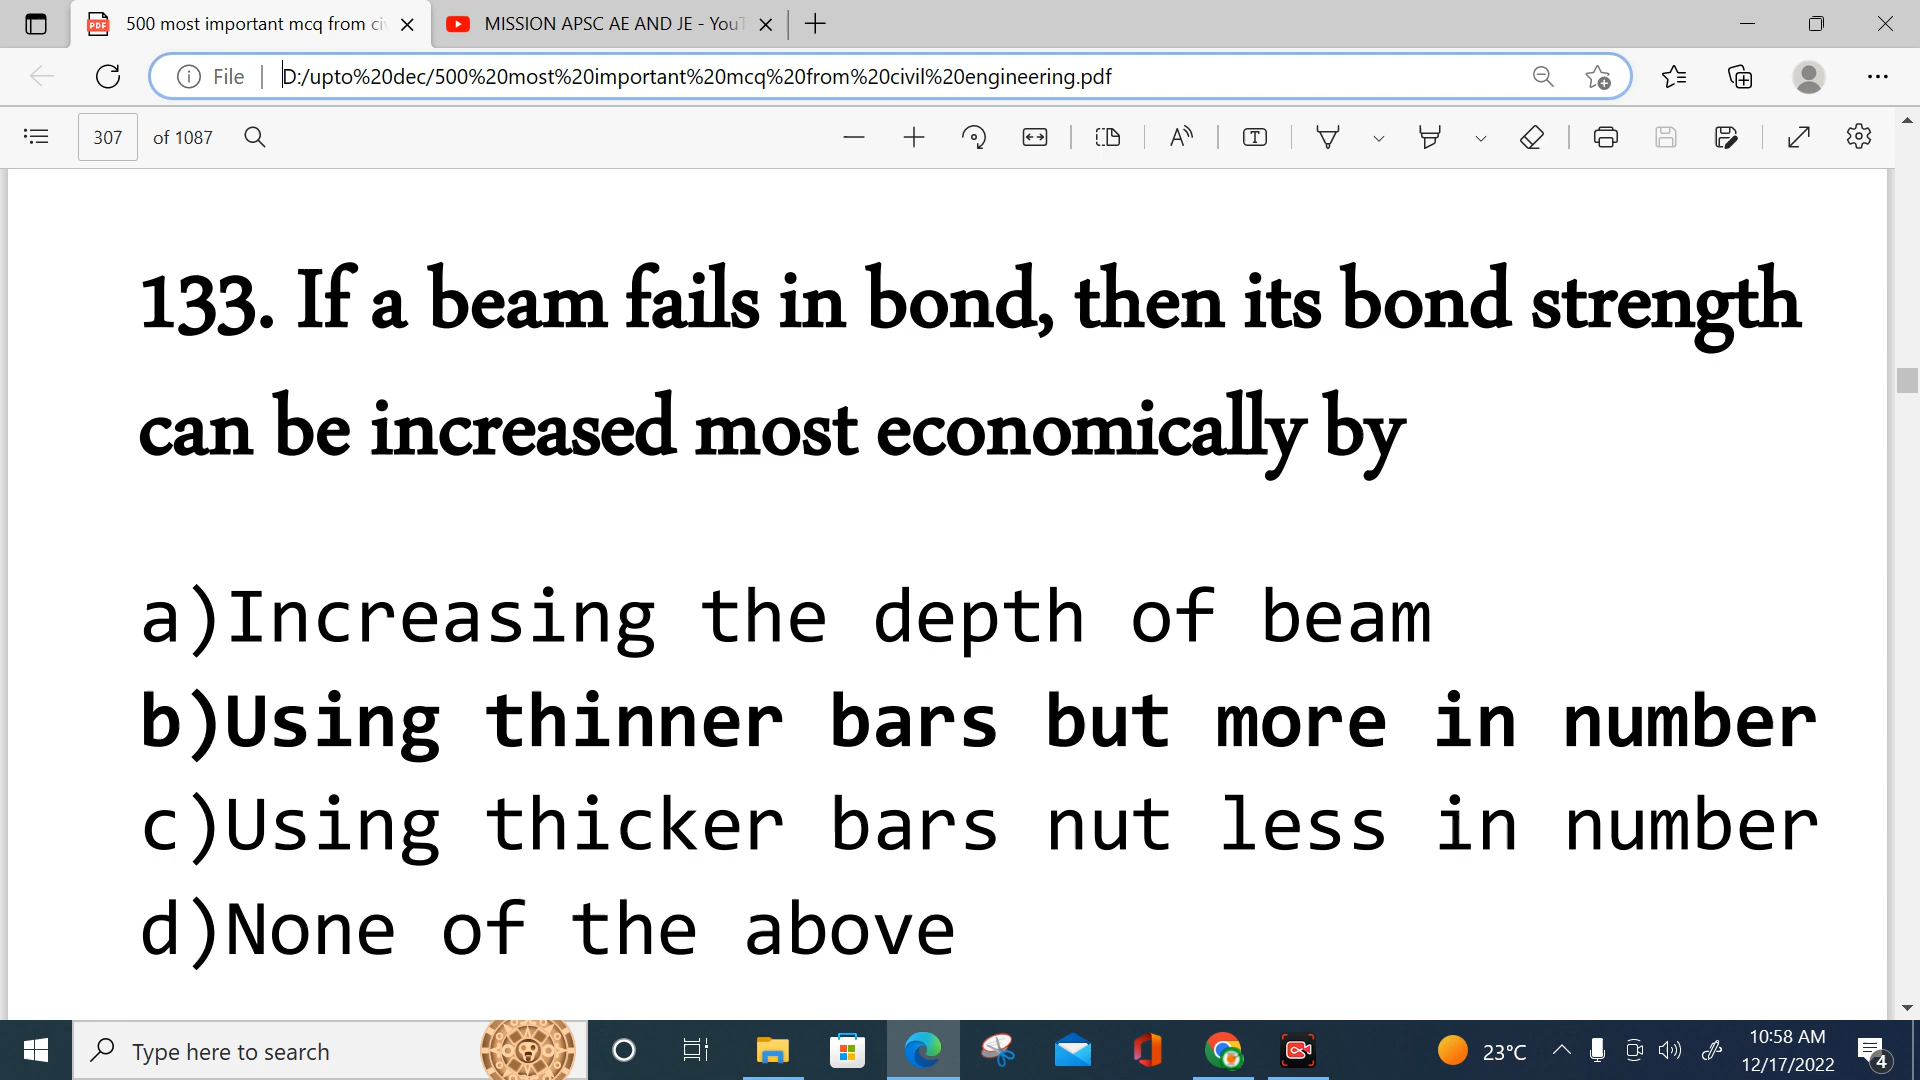 500 most important mcq from ci
MISSION APSC AE AND JE - You
File
D:/upto%20dec/500%20most%20important%20mcq%20from%20civil%20engineering.pdf
307 of 1087
133. If a beam fails in bond, then its bond strength
can be increased most economically by
a)Increasing the depth of beam
b)Using thinner bars but more in number
c)Using thicker bars nut less in number
d)None of the above
Type here to search
23°C
10:58 AM
12/17/2022
4